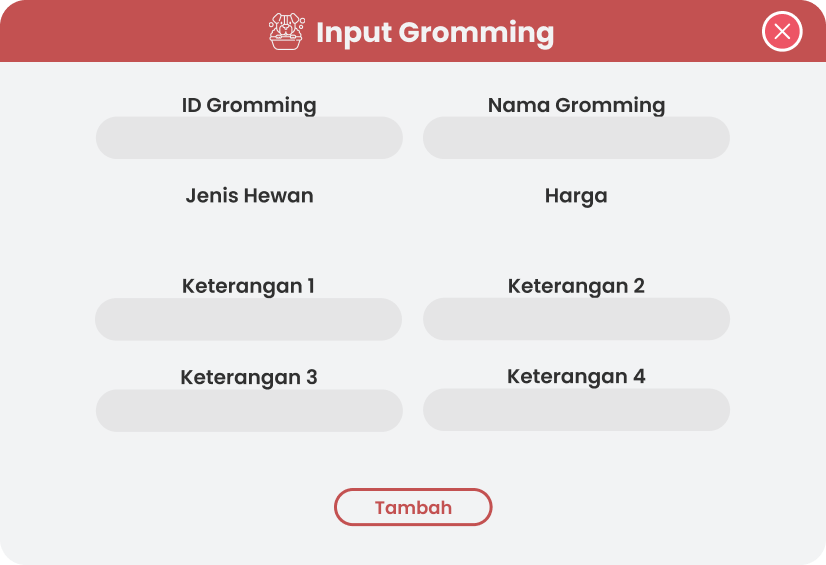 Input Gromming
ID Gromming
Nama Gromming
Jenis Hewan
Harga
Keterangan 1
Keterangan 2
Keterangan 3
Keterangan 4
Tambah